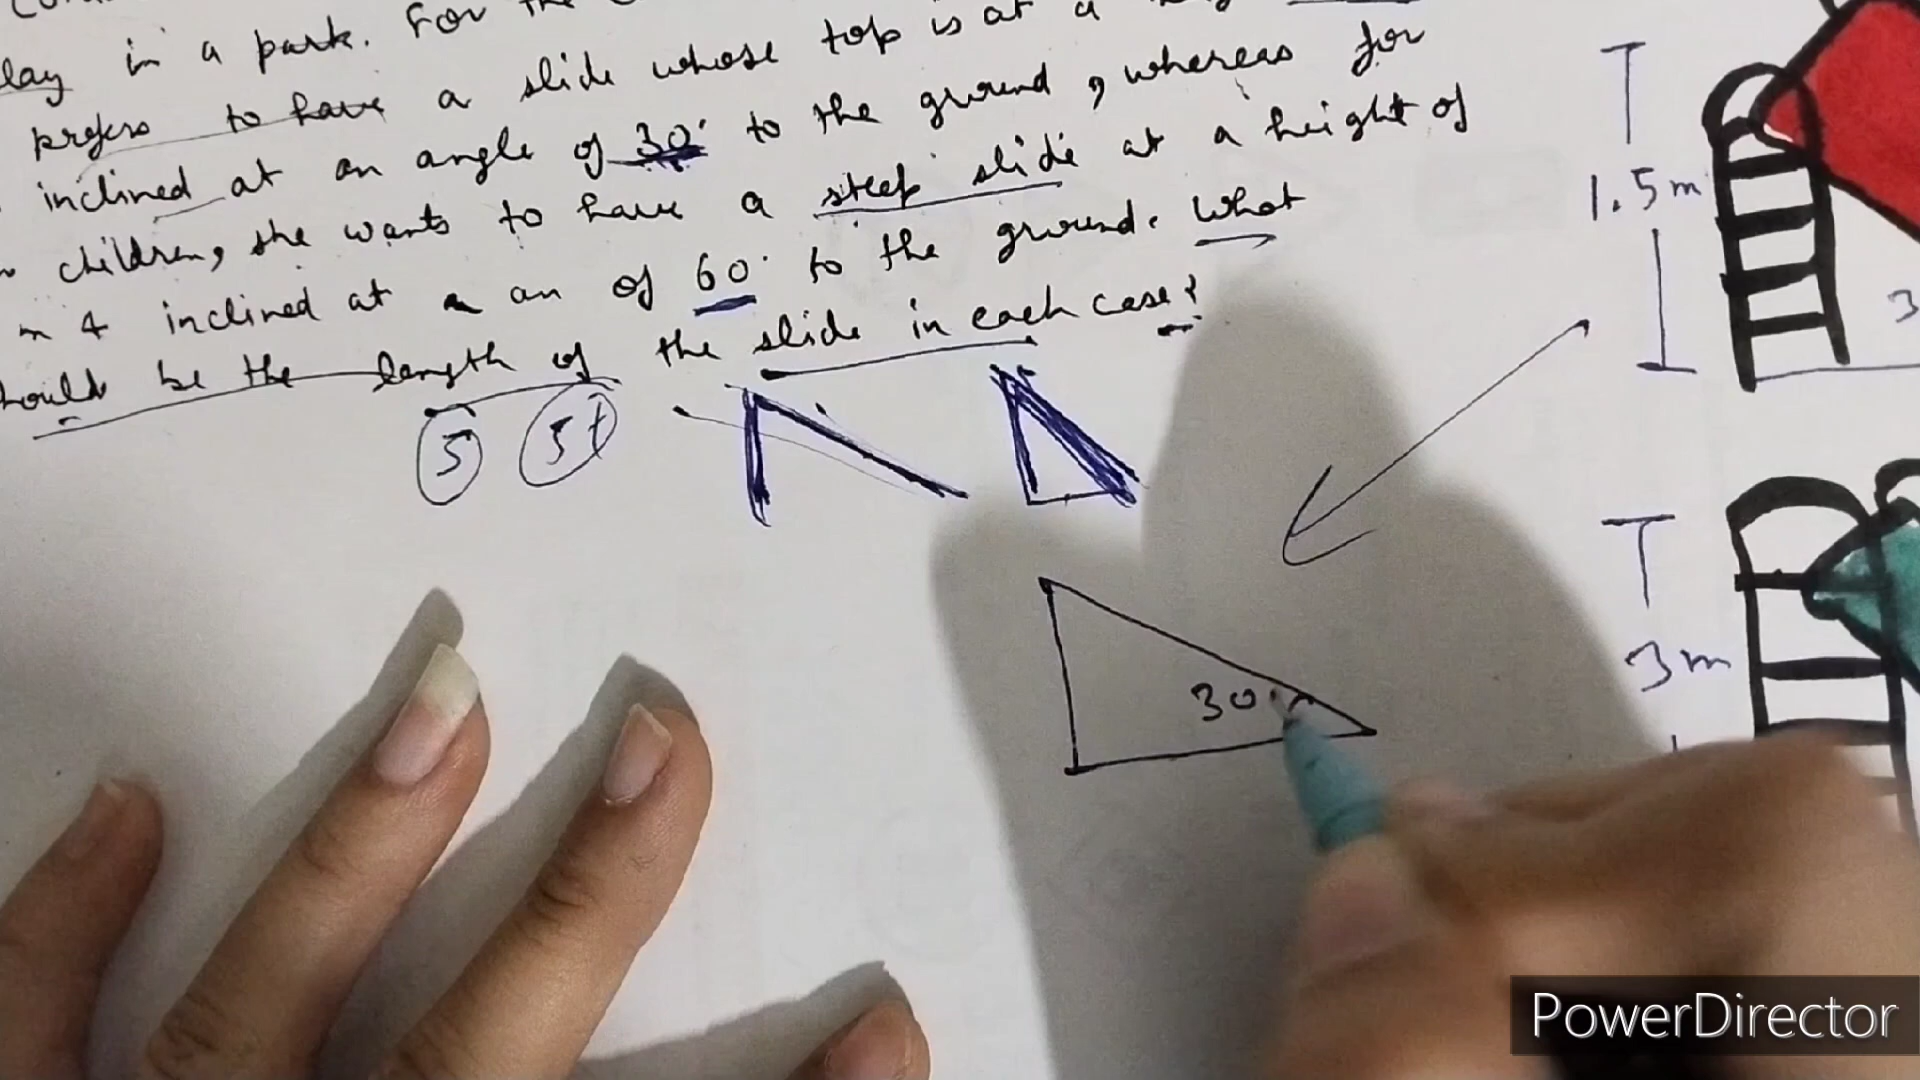 lay in a park. For the
prefers to have a slide whose top is at a
inclined at an angle of 30° to the ground, whereas for
children, she wants to have a steep slide at a height of
m & inclined at an of 60° to the ground. What
should be the length of the slide in each case?
5 5+
1.5m
3
30°
3m
PowerDirector